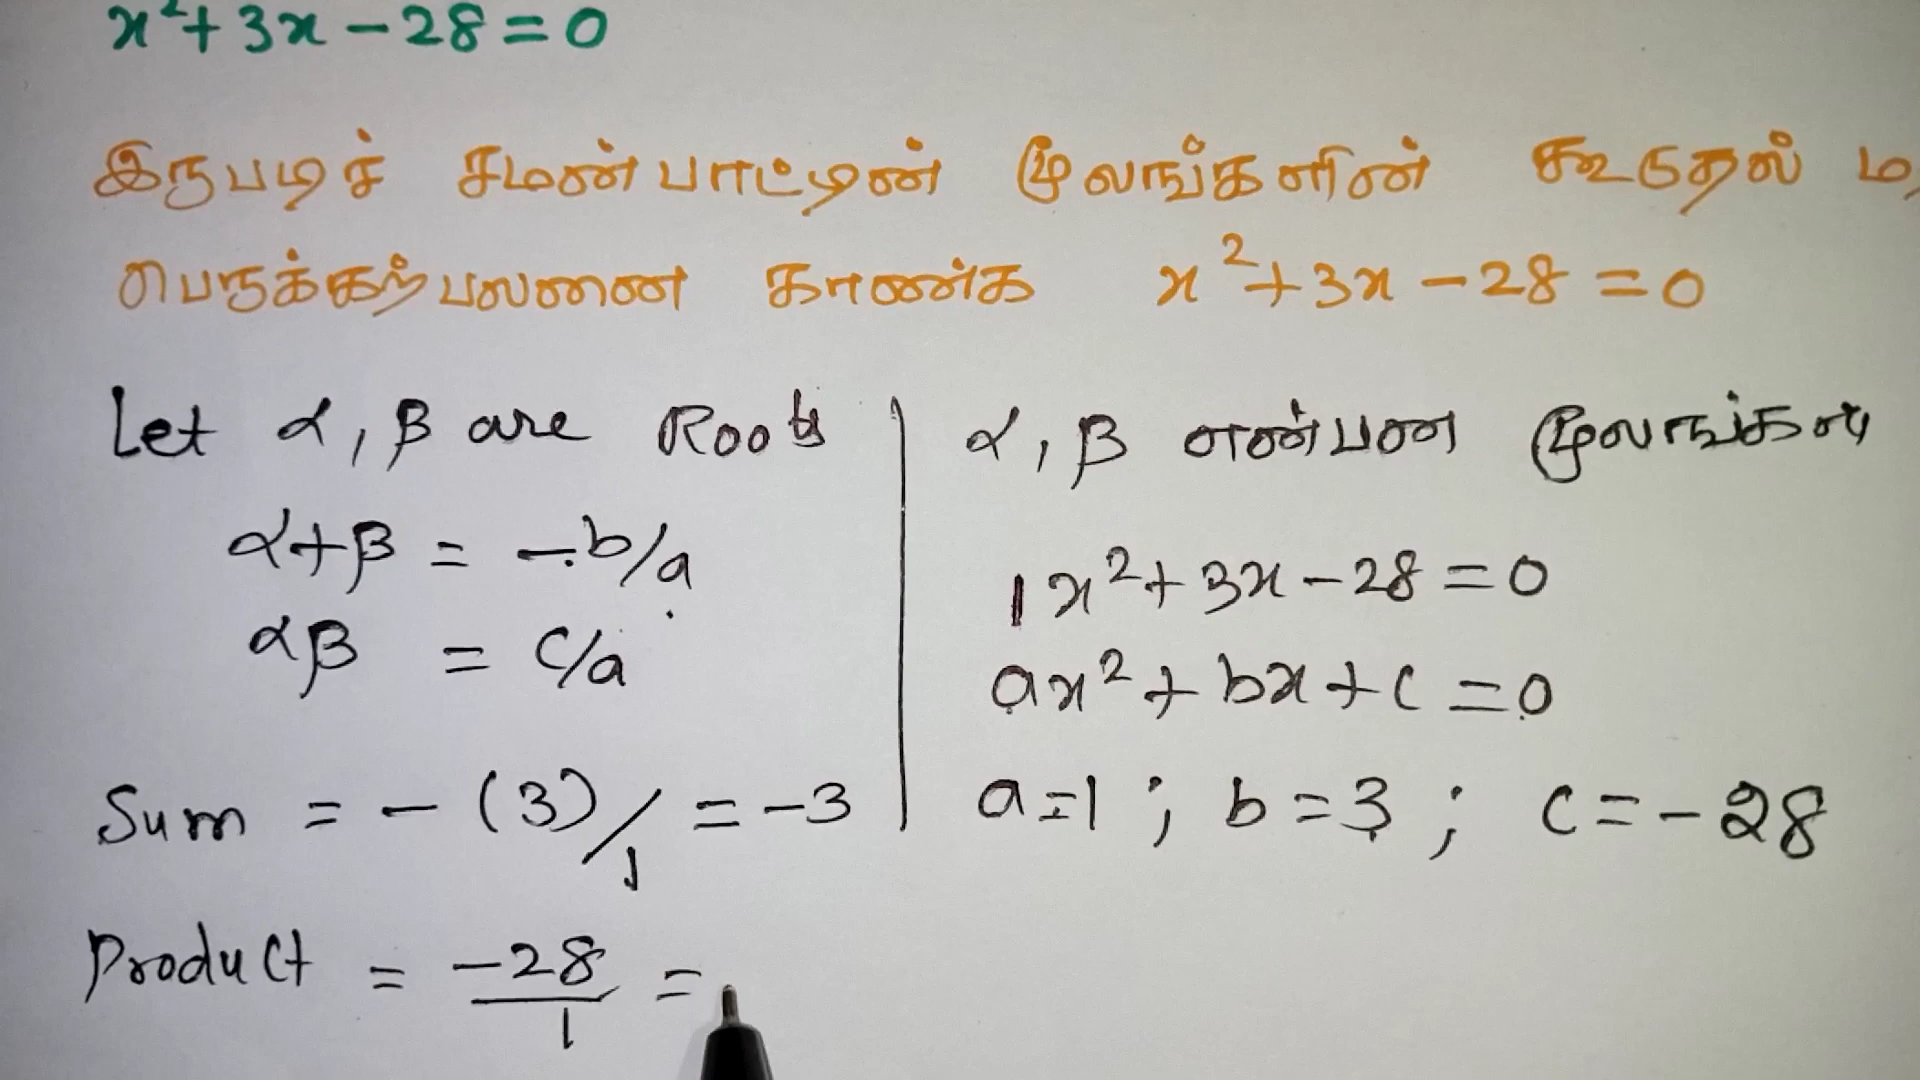 x²+3x-28=0
இருபடிச் சமன்பாட்டின் மூலங்களின் கூடுதல்
பெருக்கற்பலனை காண்க x²+3x-28=0
Let α, β are Roots
α+β = -b/a
αβ = c/a
Sum = -(3)/1 = -3
Product = -28/1 =
α, β என்பன மூலங்கள்
1x²+3x-28=0
ax²+bx+c=0
a=1 ; b=3 ; c=-28